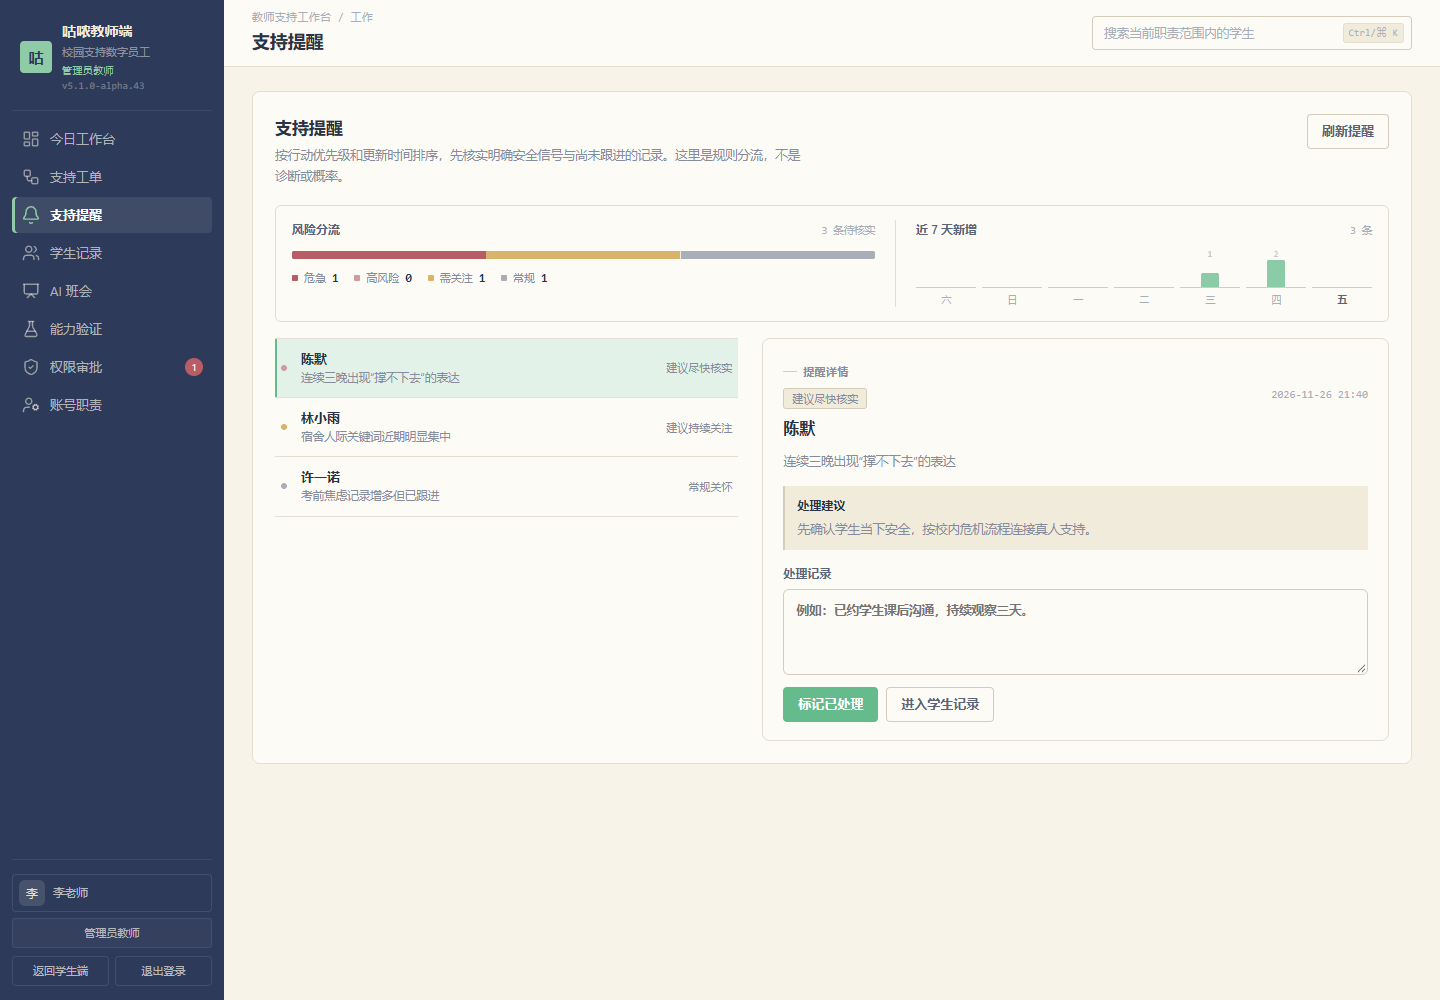 咕
咕哝教师端
校园支持数字员工
管理员教师
v5.1.0-alpha.43
今日工作台
支持工单
支持提醒
学生记录
AI 班会
能力验证
权限审批
1
账号职责
李
李老师
管理员教师
返回学生端
退出登录
教师支持工作台 / 工作
支持提醒
搜索当前职责范围内的学生
Ctrl/⌘ K
支持提醒
按行动优先级和更新时间排序，先核实明确安全信号与尚未跟进的记录。这里是规则分流，不是
诊断或概率。
刷新提醒
风险分流
3 条待核实
危急 1
高风险 0
需关注 1
常规 1
近 7 天新增
3 条
1
2
六
日
一
二
三
四
五
陈默
连续三晚出现“撑不下去”的表达
建议尽快核实
林小雨
宿舍人际关键词近期明显集中
建议持续关注
许一诺
考前焦虑记录增多但已跟进
常规关怀
提醒详情
建议尽快核实
2026-11-26 21:40
陈默
连续三晚出现“撑不下去”的表达
处理建议
先确认学生当下安全，按校内危机流程连接真人支持。
处理记录
例如：已约学生课后沟通，持续观察三天。
标记已处理
进入学生记录